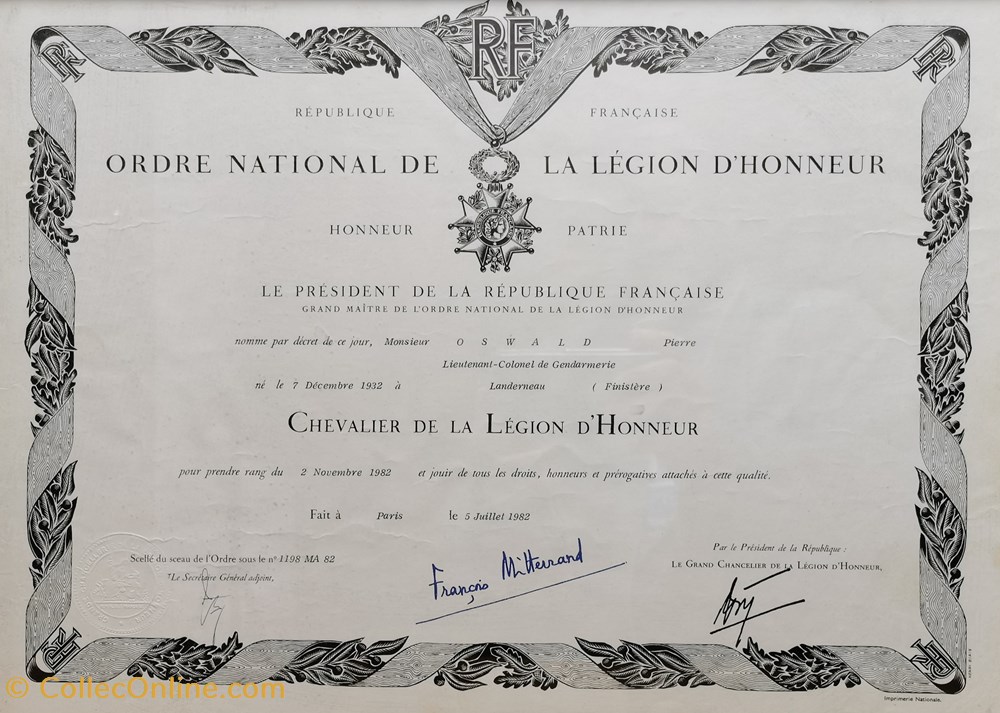 RF
RF
RF
RÉPUBLIQUE FRANÇAISE
ORDRE NATIONAL DE LA LÉGION D'HONNEUR
HONNEUR PATRIE
LE PRÉSIDENT DE LA RÉPUBLIQUE FRANÇAISE
GRAND MAÎTRE DE L'ORDRE NATIONAL DE LA LÉGION D'HONNEUR
nomme par décret de ce jour, Monsieur OSWALD Pierre
Lieutenant-Colonel de Gendarmerie
né le 7 Décembre 1932 à Landerneau ( Finistère )
CHEVALIER DE LA LÉGION D'HONNEUR
pour prendre rang du 2 Novembre 1982 et jouir de tous les droits, honneurs et prérogatives attachés à cette qualité.
Fait à Paris le 5 Juillet 1982
Scellé du sceau de l'Ordre sous le n° 1198 MA 82
Le Secrétaire Général adjoint,
François Mitterrand
Par le Président de la République :
LE GRAND CHANCELIER DE LA LÉGION D'HONNEUR,
RF
RF
© CollecOnline.com
Imprimerie Nationale.